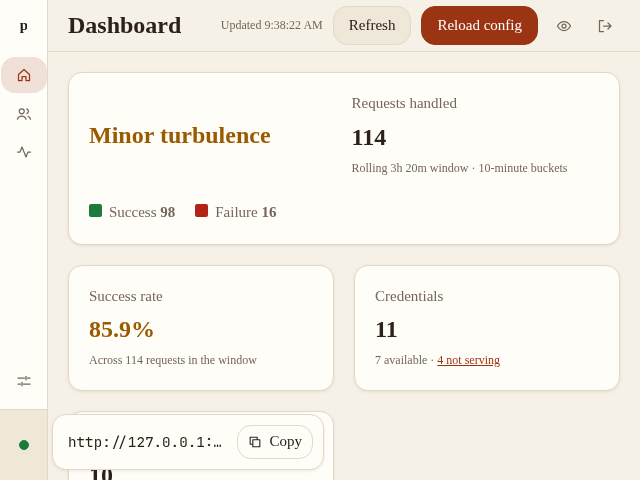 p
Dashboard
Updated 9:38:22 AM
Refresh
Reload config
Minor turbulence
Requests handled
114
Rolling 3h 20m window · 10-minute buckets
Success 98
Failure 16
Success rate
85.9%
Across 114 requests in the window
Credentials
11
7 available · 4 not serving
http://127.0.0.1:…
Copy
10